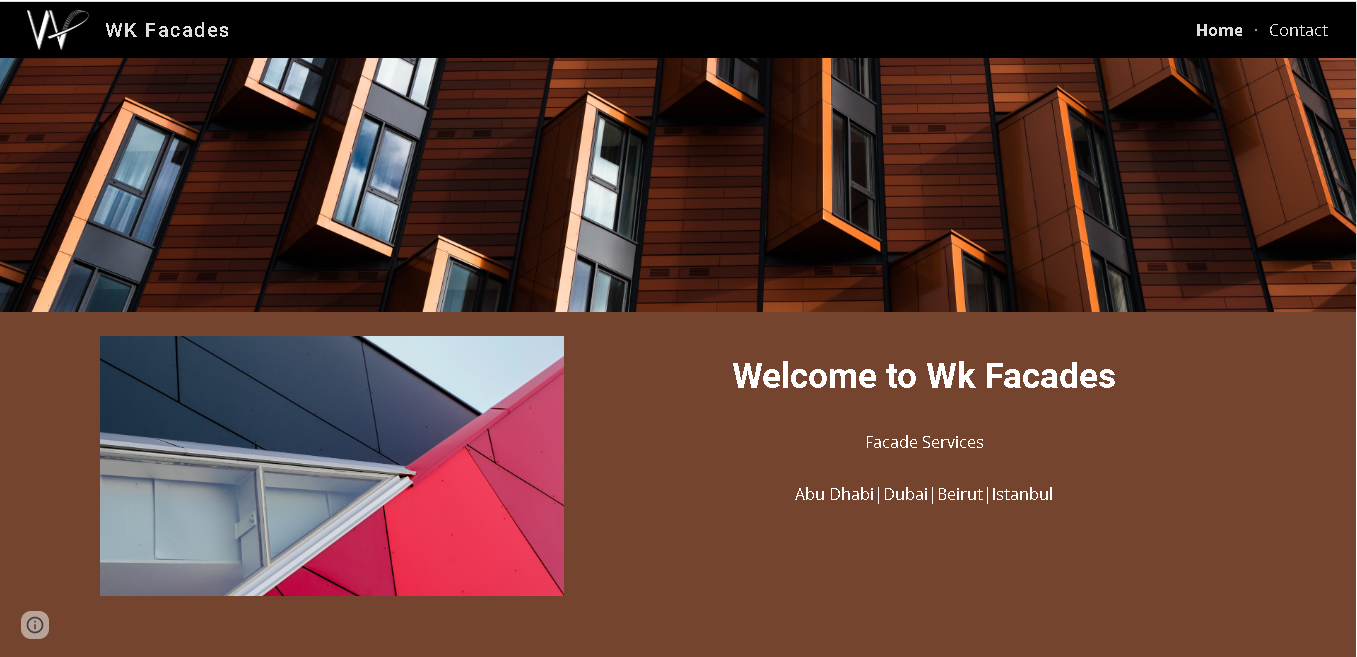 WK Facades
Home · Contact
Welcome to Wk Facades
Facade Services
Abu Dhabi|Dubai|Beirut|Istanbul